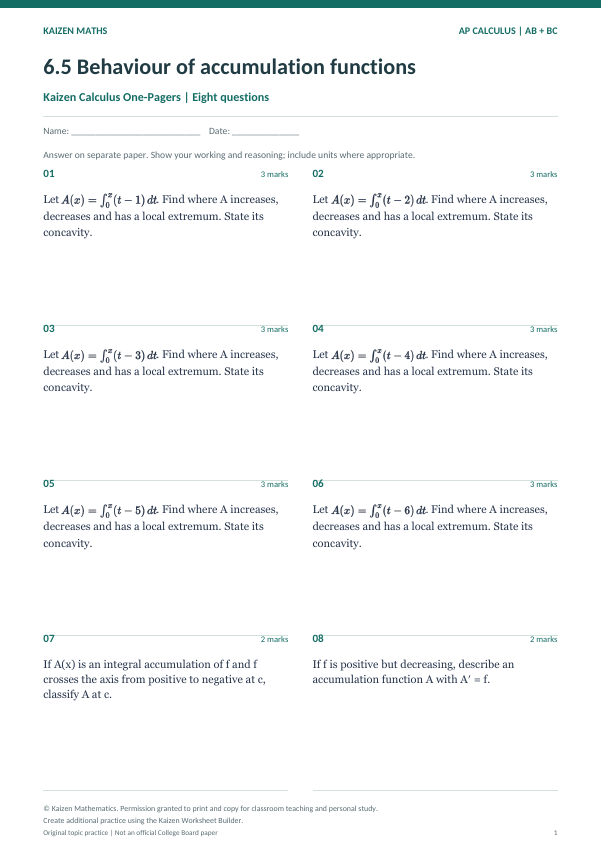 KAIZEN MATHS
AP CALCULUS | AB + BC
6.5 Behaviour of accumulation functions
Kaizen Calculus One-Pagers | Eight questions
Name: ____________________________ Date: ______________
Answer on separate paper. Show your working and reasoning; include units where appropriate.
01 3 marks
Let A(x) = ∫₀ˣ(t − 1) dt. Find where A increases,
decreases and has a local extremum. State its
concavity.
02 3 marks
Let A(x) = ∫₀ˣ(t − 2) dt. Find where A increases,
decreases and has a local extremum. State its
concavity.
03 3 marks
Let A(x) = ∫₀ˣ(t − 3) dt. Find where A increases,
decreases and has a local extremum. State its
concavity.
04 3 marks
Let A(x) = ∫₀ˣ(t − 4) dt. Find where A increases,
decreases and has a local extremum. State its
concavity.
05 3 marks
Let A(x) = ∫₀ˣ(t − 5) dt. Find where A increases,
decreases and has a local extremum. State its
concavity.
06 3 marks
Let A(x) = ∫₀ˣ(t − 6) dt. Find where A increases,
decreases and has a local extremum. State its
concavity.
07 2 marks
If A(x) is an integral accumulation of f and f
crosses the axis from positive to negative at c,
classify A at c.
08 2 marks
If f is positive but decreasing, describe an
accumulation function A with A′ = f.
© Kaizen Mathematics. Permission granted to print and copy for classroom teaching and personal study.
Create additional practice using the Kaizen Worksheet Builder.
Original topic practice | Not an official College Board paper
1